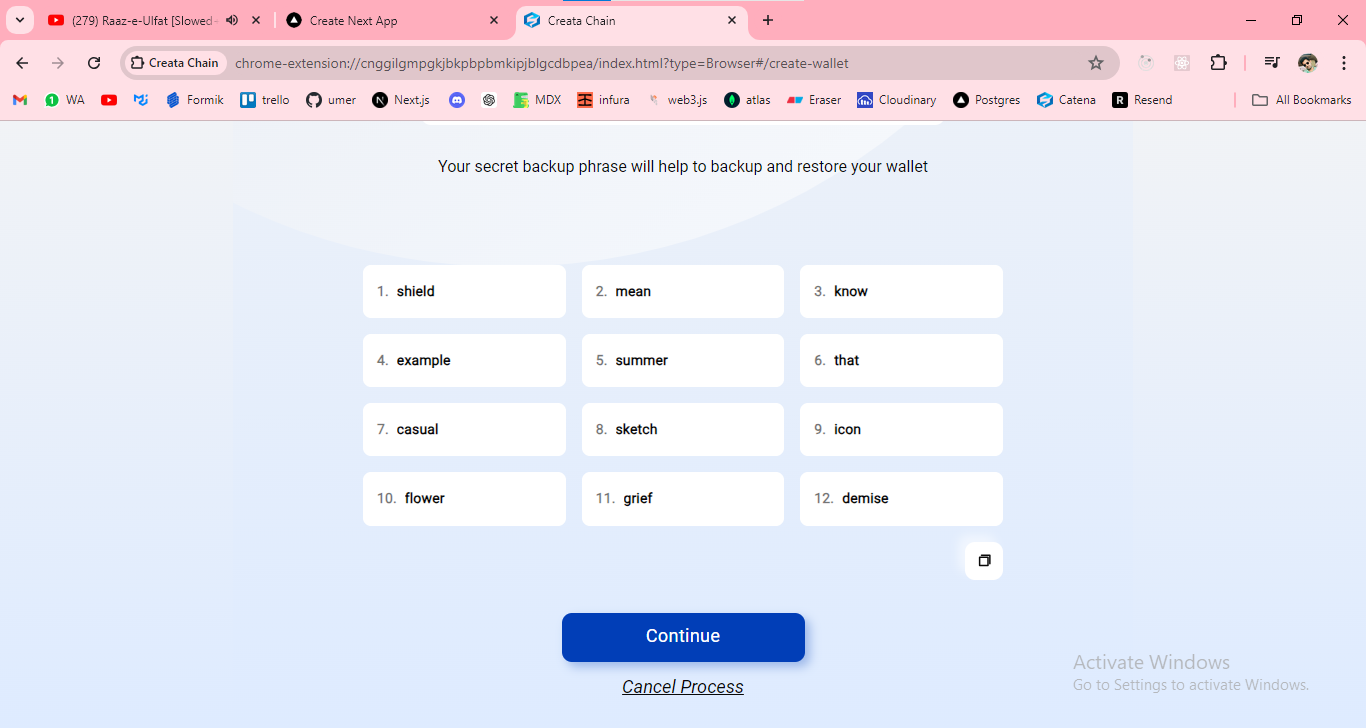 (279) Raaz-e-Ulfat [Slowed
Create Next App
Creata Chain
Creata Chain
chrome-extension://cnggilgmpgkjbkpbpbmkipjblgcdbpea/index.html?type=Browser#/create-wallet
1 WA
Formik
trello
umer
N Next.js
MDX
infura
web3.js
atlas
Eraser
Cloudinary
Postgres
Catena
R Resend
All Bookmarks
Your secret backup phrase will help to backup and restore your wallet
1. shield
2. mean
3. know
4. example
5. summer
6. that
7. casual
8. sketch
9. icon
10. flower
11. grief
12. demise
Continue
Cancel Process
Activate Windows
Go to Settings to activate Windows.